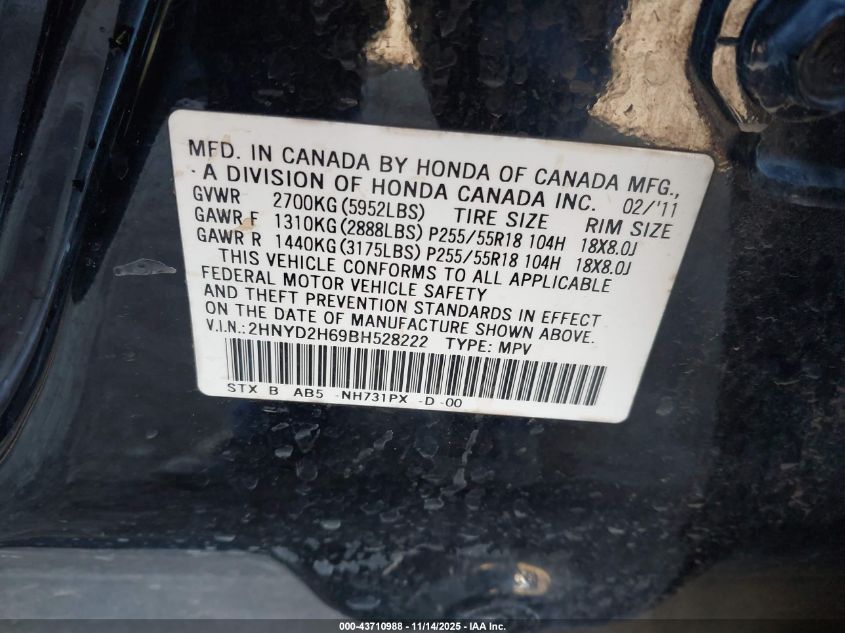 MFD. IN CANADA BY HONDA OF CANADA MFG.,
A DIVISION OF HONDA CANADA INC. 02/'11
GVWR 2700KG(5952LBS) TIRE SIZE RIM SIZE
GAWR F 1310KG(2888LBS) P255/55R18 104H 18X8.0J
GAWR R 1440KG(3175LBS) P255/55R18 104H 18X8.0J
THIS VEHICLE CONFORMS TO ALL APPLICABLE
FEDERAL MOTOR VEHICLE SAFETY
AND THEFT PREVENTION STANDARDS IN EFFECT
ON THE DATE OF MANUFACTURE SHOWN ABOVE.
V.I.N.:2HNYD2H69BH528222 TYPE: MPV
STX B AB5 -NH731PX -D-00
000-43710988 - 11/14/2025 - IAA Inc.